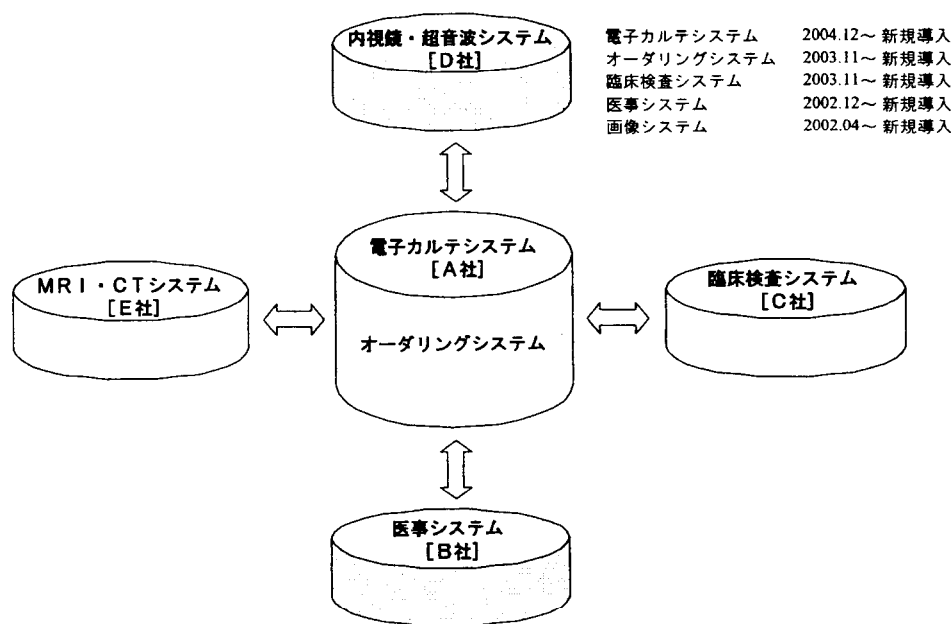 内視鏡・超音波システム
[D社]
電子カルテシステム 2004.12～ 新規導入
オーダリングシステム 2003.11～ 新規導入
臨床検査システム 2003.11～ 新規導入
医事システム 2002.12～ 新規導入
画像システム 2002.04～ 新規導入
電子カルテシステム
[A社]
オーダリングシステム
ＭＲＩ・ＣＴシステム
[E社]
臨床検査システム
[C社]
医事システム
[B社]